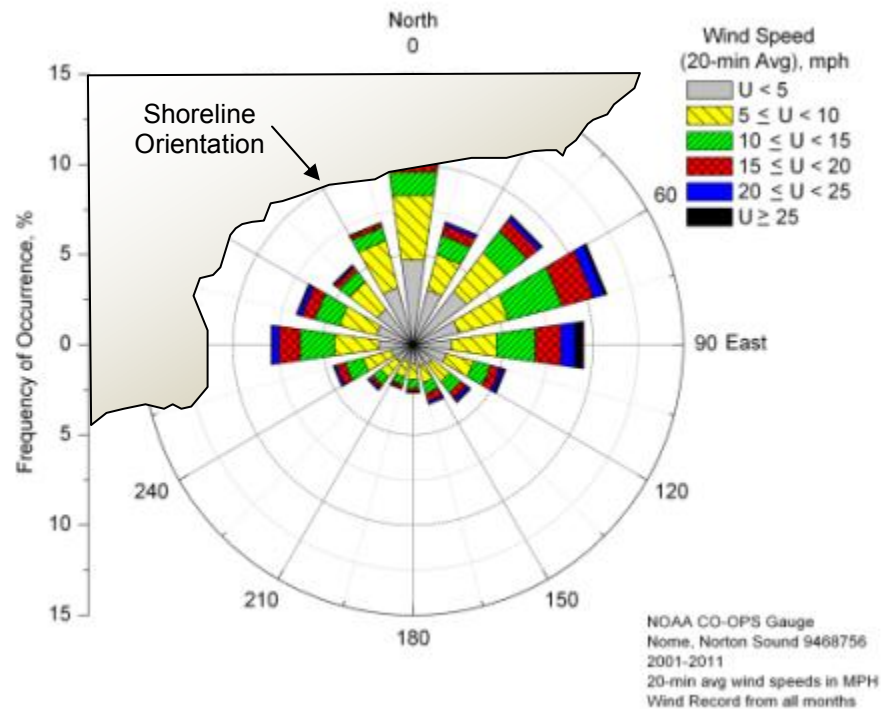 North
0
Wind Speed
(20-min Avg), mph
U < 5
5 ≤ U < 10
10 ≤ U < 15
15 ≤ U < 20
20 ≤ U < 25
U ≥ 25
Shoreline
Orientation
15
10
5
0
5
10
15
Frequency of Occurrence, %
60
90 East
120
150
180
210
240
NOAA CO-OPS Gauge
Nome, Norton Sound 9468756
2001-2011
20-min avg wind speeds in MPH
Wind Record from all months